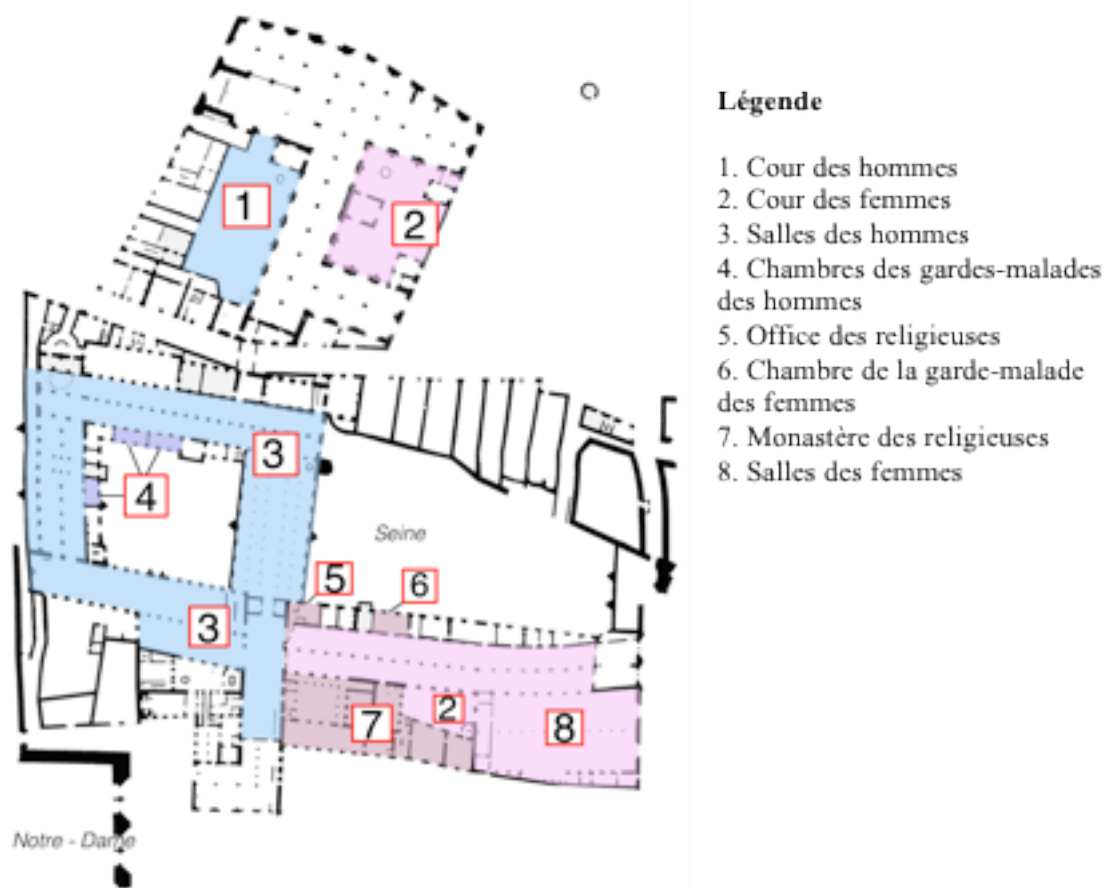 1
2
3
4
Seine
5
6
3
7
2
8
Notre - Dame
Légende
1. Cour des hommes
2. Cour des femmes
3. Salles des hommes
4. Chambres des gardes-malades
des hommes
5. Office des religieuses
6. Chambre de la garde-malade
des femmes
7. Monastère des religieuses
8. Salles des femmes